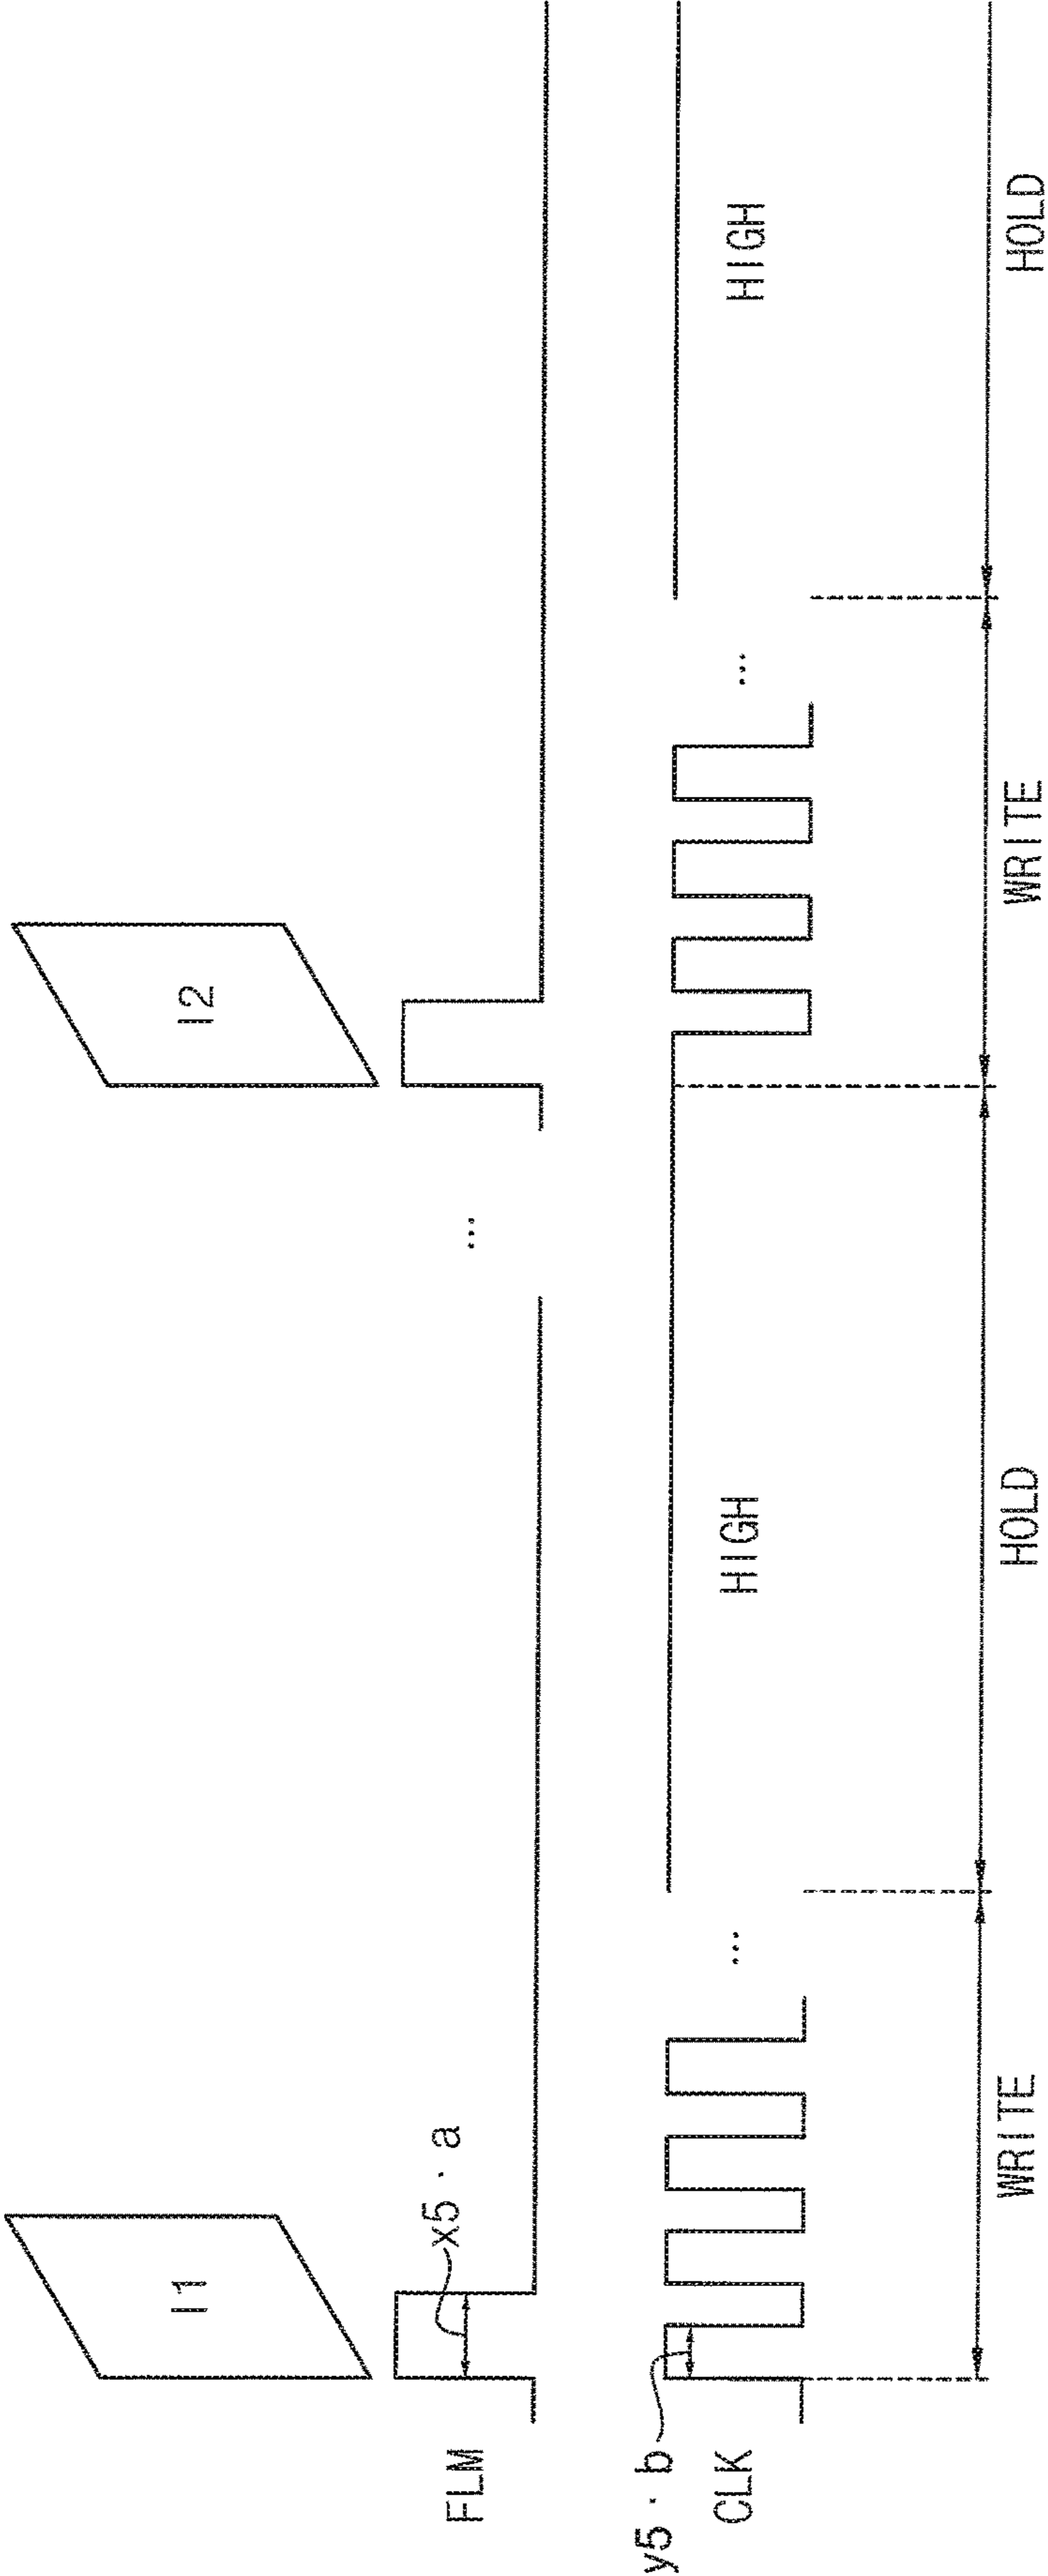 I1
I2
FLM
x5 · a
...
y5 · b
CLK
...
HIGH
...
HIGH
WRITE
HOLD
WRITE
HOLD